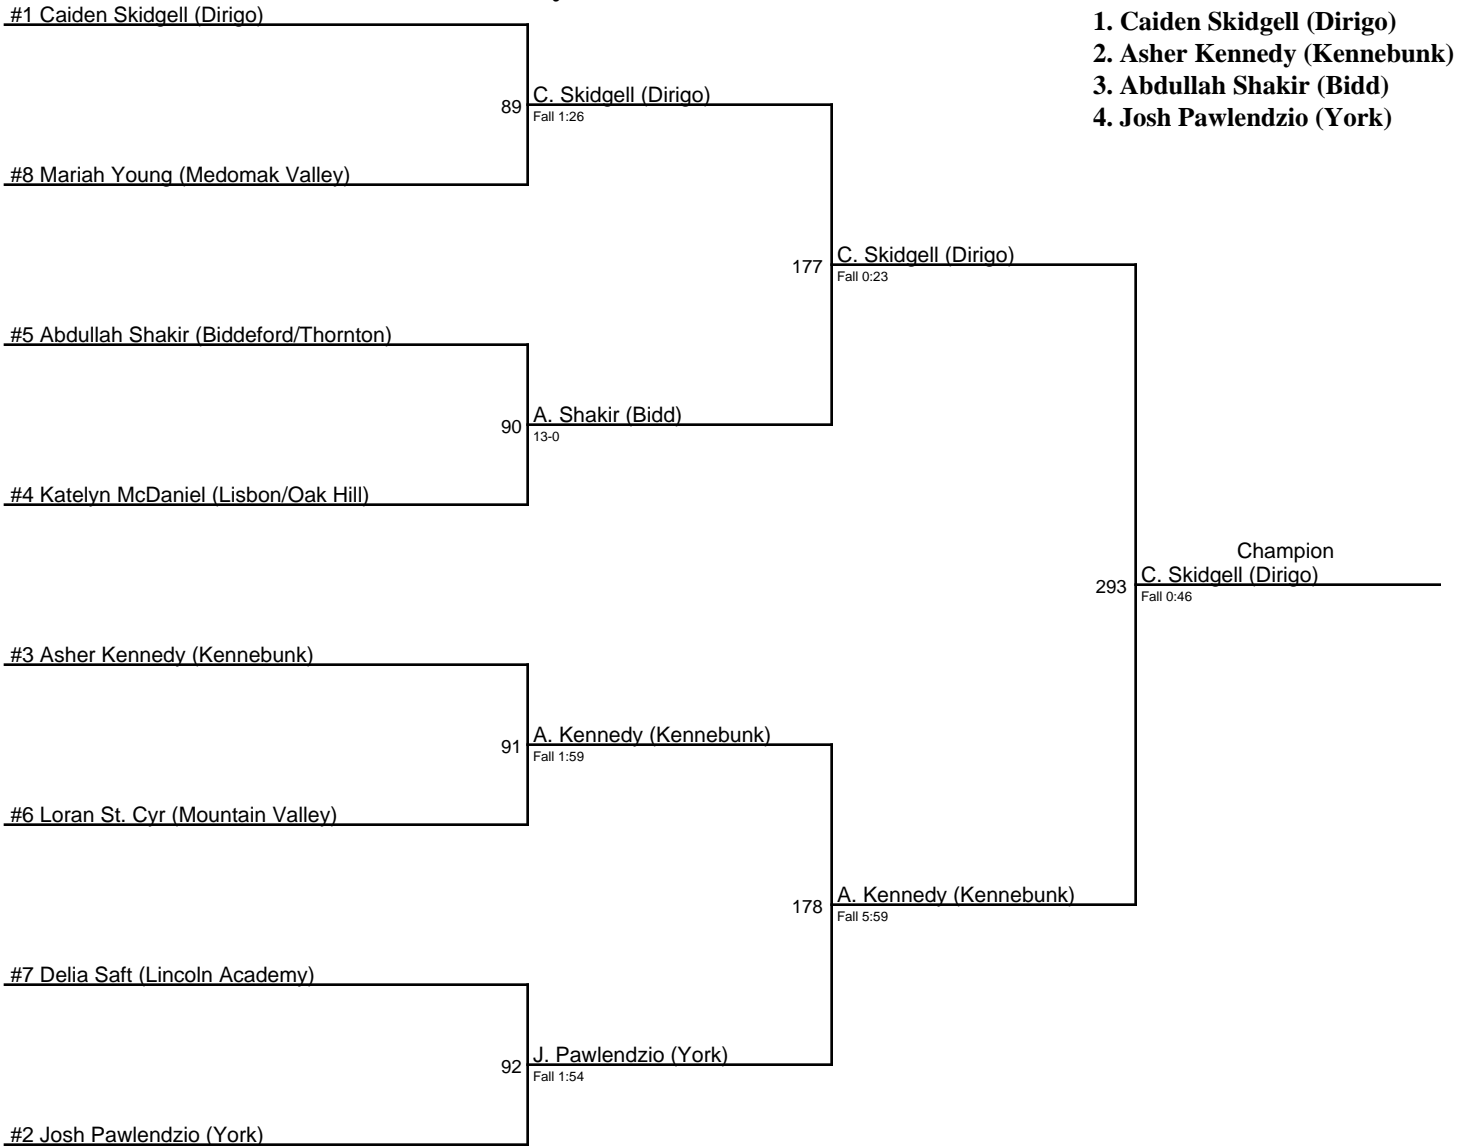 #1 Caiden Skidgell (Dirigo)
1. Caiden Skidgell (Dirigo)
2. Asher Kennedy (Kennebunk)
3. Abdullah Shakir (Bidd)
4. Josh Pawlendzio (York)
89
C. Skidgell (Dirigo)
Fall 1:26
#8 Mariah Young (Medomak Valley)
177
C. Skidgell (Dirigo)
Fall 0:23
#5 Abdullah Shakir (Biddeford/Thornton)
90
A. Shakir (Bidd)
13-0
#4 Katelyn McDaniel (Lisbon/Oak Hill)
Champion
293
C. Skidgell (Dirigo)
Fall 0:46
#3 Asher Kennedy (Kennebunk)
91
A. Kennedy (Kennebunk)
Fall 1:59
#6 Loran St. Cyr (Mountain Valley)
178
A. Kennedy (Kennebunk)
Fall 5:59
#7 Delia Saft (Lincoln Academy)
92
J. Pawlendzio (York)
Fall 1:54
#2 Josh Pawlendzio (York)